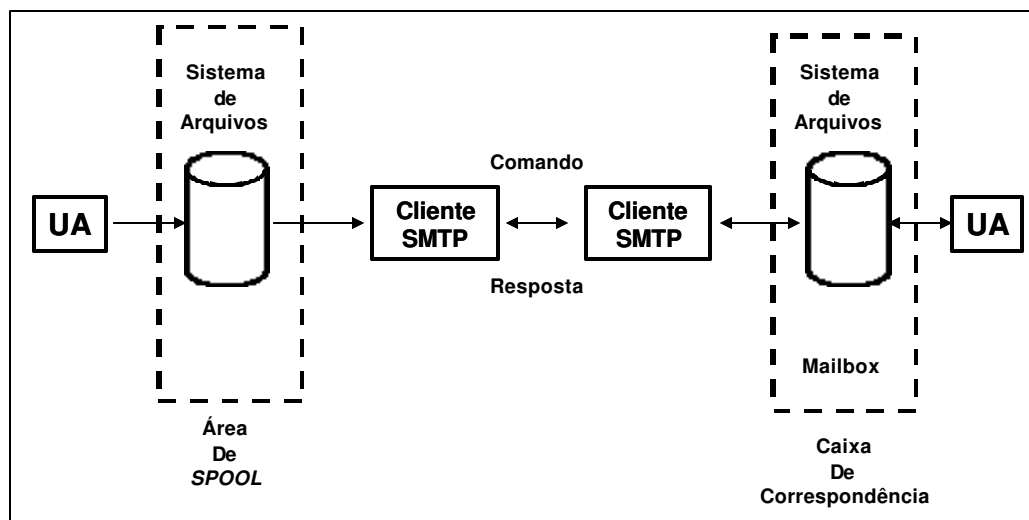 Sistema
de
Arquivos
UA
Área
De
SPOOL
Cliente
SMTP
Comando
Resposta
Cliente
SMTP
Sistema
de
Arquivos
Mailbox
Caixa
De
Correspondência
UA